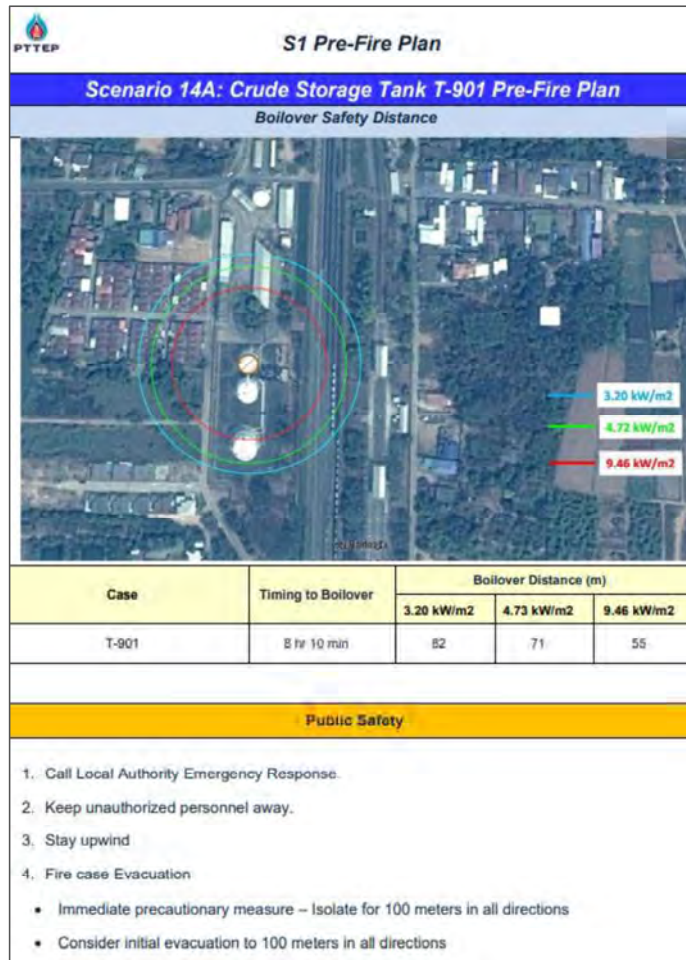 PTTEP
S1 Pre-Fire Plan
Scenario 14A: Crude Storage Tank T-901 Pre-Fire Plan
Boilover Safety Distance
3.20 kW/m2
4.72 kW/m2
9.46 kW/m2
Case
Timing to Boilover
Boilover Distance (m)
3.20 kW/m2
4.73 kW/m2
9.46 kW/m2
T-901
8 hr 10 min
82
71
55
Public Safety
1. Call Local Authority Emergency Response
2. Keep unauthorized personnel away.
3. Stay upwind
4. Fire case Evacuation
• Immediate precautionary measure – Isolate for 100 meters in all directions
• Consider initial evacuation to 100 meters in all directions